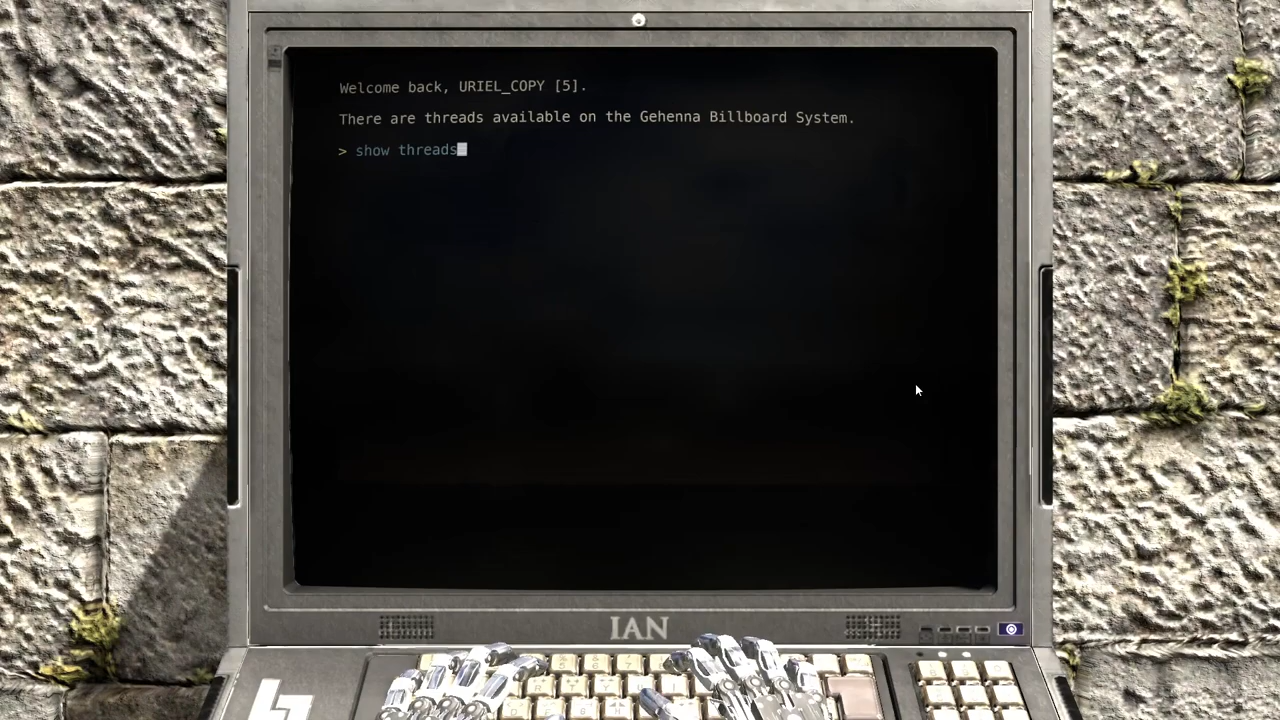 Welcome back, URIEL_COPY [5].
There are threads available on the Gehenna Billboard System.
> show threads
IAN